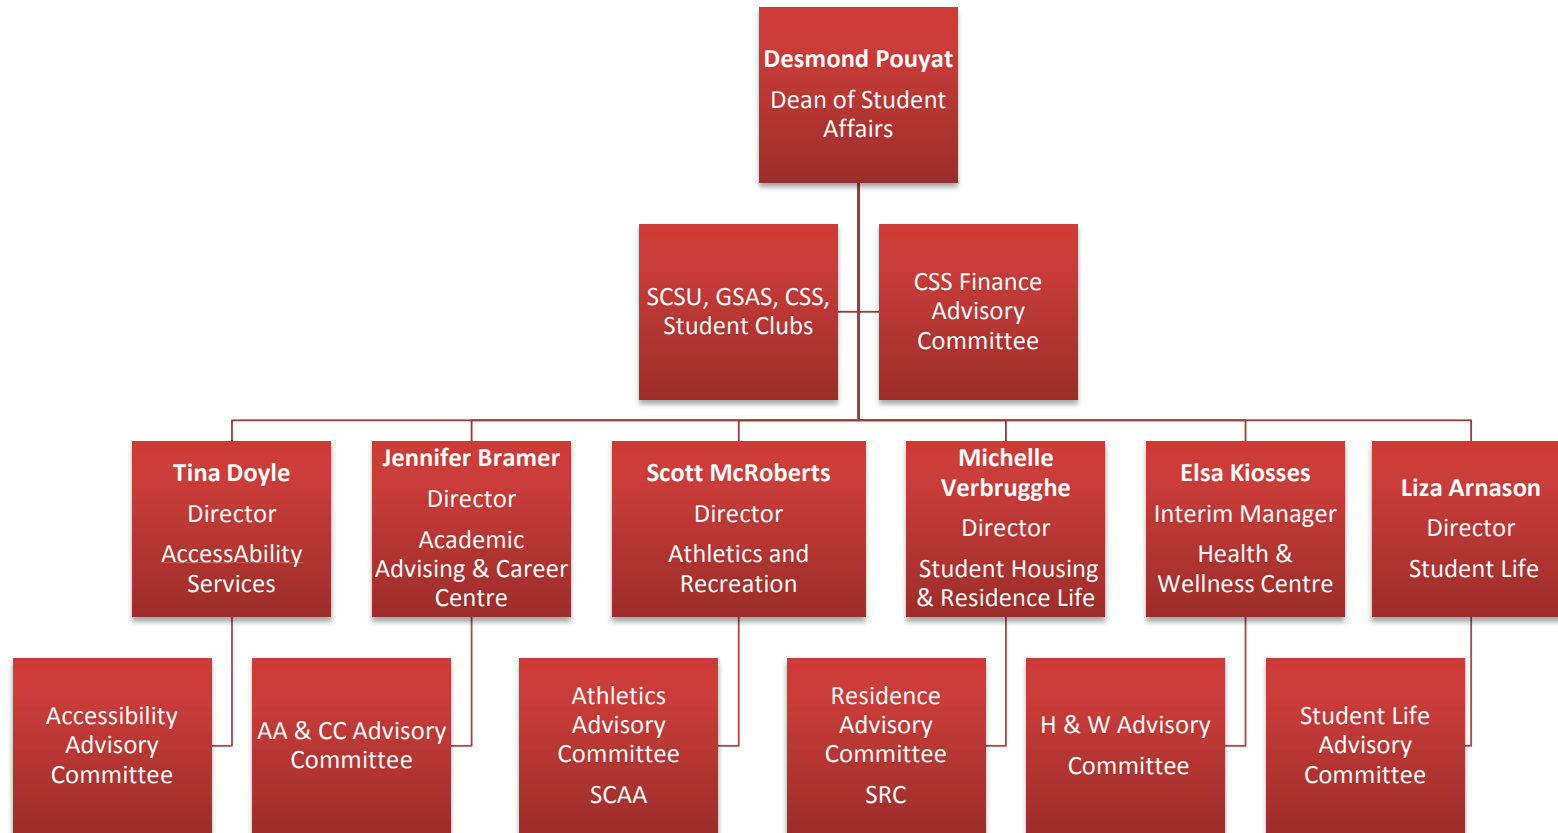 Desmond Pouyat
Dean of Student
Affairs
SCSU, GSAS, CSS,
Student Clubs
CSS Finance
Advisory
Committee
Tina Doyle
Director
AccessAbility
Services
Jennifer Bramer
Director
Academic
Advising & Career
Centre
Scott McRoberts
Director
Athletics and
Recreation
Michelle
Verbrugghe
Director
Student Housing
& Residence Life
Elsa Kiosses
Interim Manager
Health &
Wellness Centre
Liza Arnason
Director
Student Life
Accessibility
Advisory
Committee
AA & CC Advisory
Committee
Athletics
Advisory
Committee
SCAA
Residence
Advisory
Committee
SRC
H & W Advisory
Committee
Student Life
Advisory
Committee